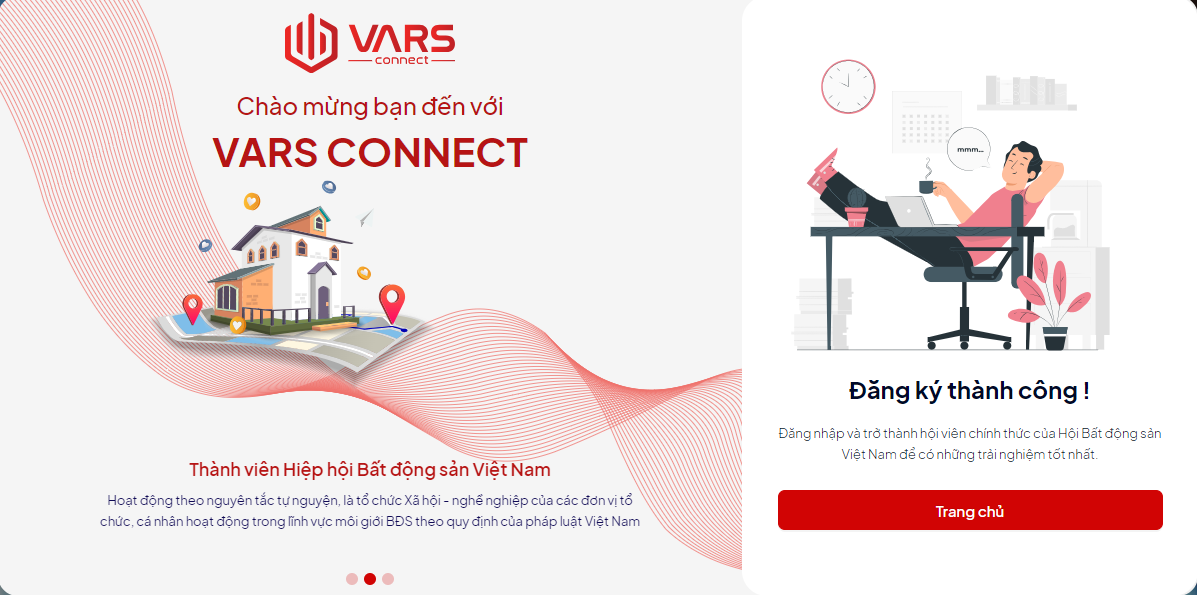 VARS
connect
Chào mừng bạn đến với
VARS CONNECT
Thành viên Hiệp hội Bất động sản Việt Nam
Hoạt động theo nguyên tắc tự nguyện, là tổ chức Xã hội - nghề nghiệp của các đơn vị tổ
chức, cá nhân hoạt động trong lĩnh vực môi giới BĐS theo quy định của pháp luật Việt Nam
mmm...
Đăng ký thành công !
Đăng nhập và trở thành hội viên chính thức của Hội Bất động sản
Việt Nam để có những trải nghiệm tốt nhất.
Trang chủ